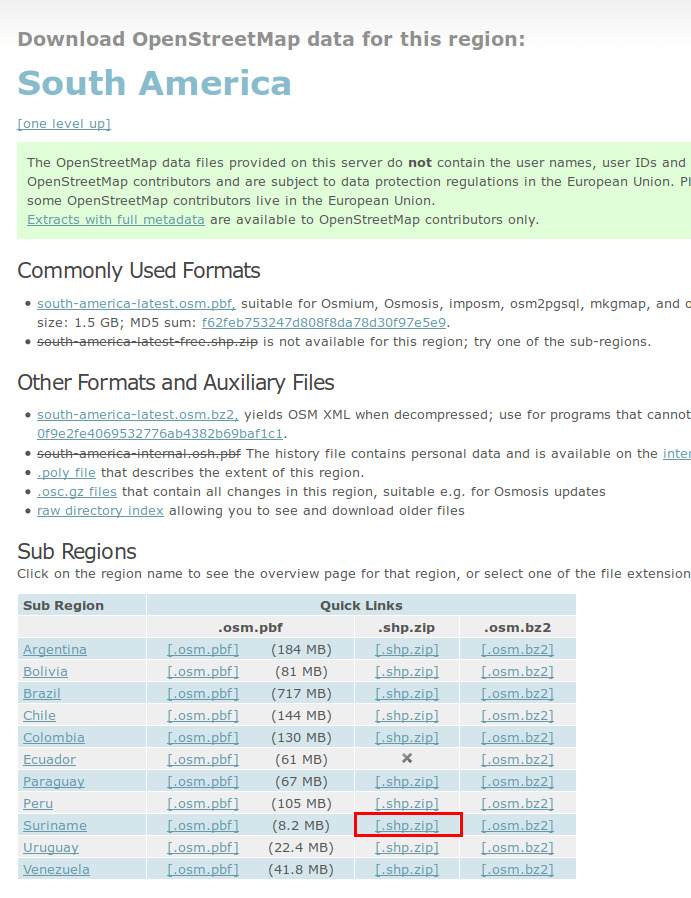 Download OpenStreetMap data for this region:
South America
[one level up]
The OpenStreetMap data files provided on this server do not contain the user names, user IDs and
OpenStreetMap contributors and are subject to data protection regulations in the European Union. Pl
some OpenStreetMap contributors live in the European Union.
Extracts with full metadata are available to OpenStreetMap contributors only.
Commonly Used Formats
• south-america-latest.osm.pbf, suitable for Osmium, Osmosis, imposm, osm2pgsql, mkgmap, and o
size: 1.5 GB; MD5 sum: f62feb753247d808f8da78d30f97e5e9.
• south-america-latest-free.shp.zip is not available for this region; try one of the sub-regions.
Other Formats and Auxiliary Files
• south-america-latest.osm.bz2, yields OSM XML when decompressed; use for programs that cannot
0f9e2fe4069532776ab4382b69baf1c1.
• south-america-internal.osh.pbf The history file contains personal data and is available on the inter
• .poly file that describes the extent of this region.
• .osc.gz files that contain all changes in this region, suitable e.g. for Osmosis updates
• raw directory index allowing you to see and download older files
Sub Regions
Click on the region name to see the overview page for that region, or select one of the file extension
Sub Region Quick Links
.osm.pbf .shp.zip .osm.bz2
Argentina [.osm.pbf] (184 MB) [.shp.zip] [.osm.bz2]
Bolivia [.osm.pbf] (81 MB) [.shp.zip] [.osm.bz2]
Brazil [.osm.pbf] (717 MB) [.shp.zip] [.osm.bz2]
Chile [.osm.pbf] (144 MB) [.shp.zip] [.osm.bz2]
Colombia [.osm.pbf] (130 MB) [.shp.zip] [.osm.bz2]
Ecuador [.osm.pbf] (61 MB) ✖ [.osm.bz2]
Paraguay [.osm.pbf] (67 MB) [.shp.zip] [.osm.bz2]
Peru [.osm.pbf] (105 MB) [.shp.zip] [.osm.bz2]
Suriname [.osm.pbf] (8.2 MB) [.shp.zip] [.osm.bz2]
Uruguay [.osm.pbf] (22.4 MB) [.shp.zip] [.osm.bz2]
Venezuela [.osm.pbf] (41.8 MB) [.shp.zip] [.osm.bz2]